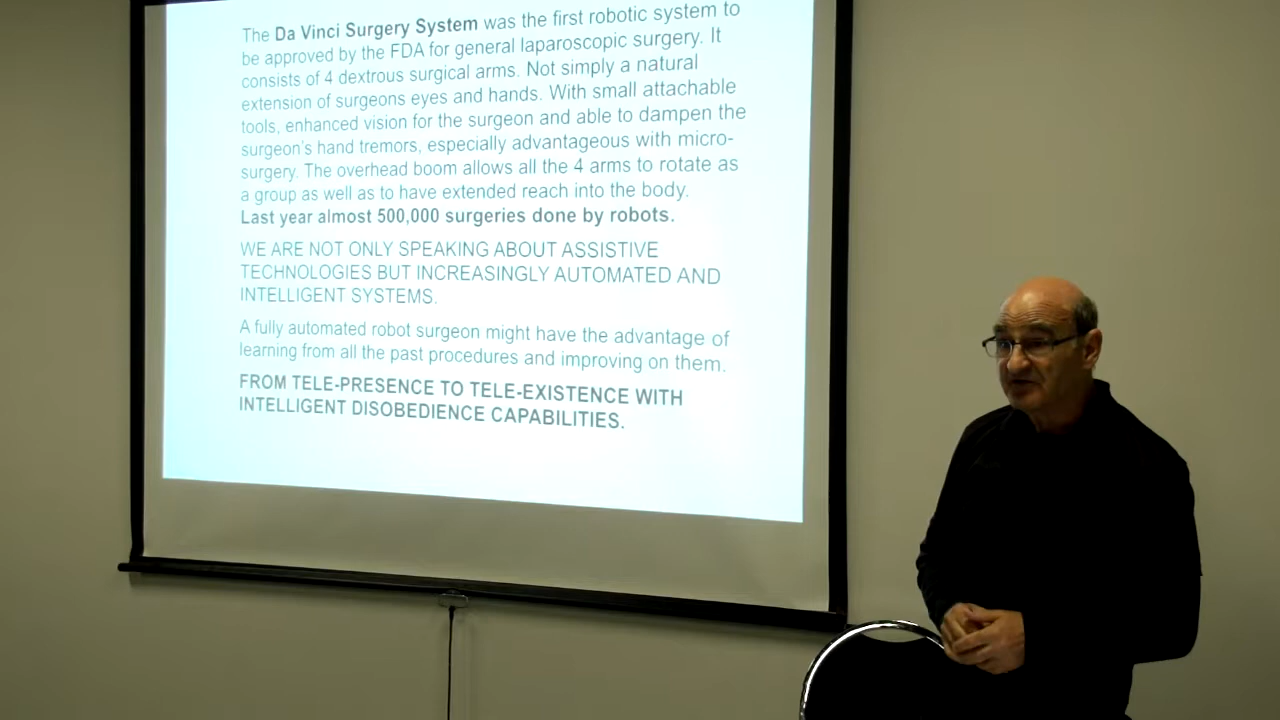 The Da Vinci Surgery System was the first robotic system to
be approved by the FDA for general laparoscopic surgery. It
consists of 4 dextrous surgical arms. Not simply a natural
extension of surgeons eyes and hands. With small attachable
tools, enhanced vision for the surgeon and able to dampen the
surgeon's hand tremors, especially advantageous with micro-
surgery. The overhead boom allows all the 4 arms to rotate as
a group as well as to have extended reach into the body.
Last year almost 500,000 surgeries done by robots.
WE ARE NOT ONLY SPEAKING ABOUT ASSISTIVE
TECHNOLOGIES BUT INCREASINGLY AUTOMATED AND
INTELLIGENT SYSTEMS.
A fully automated robot surgeon might have the advantage of
learning from all the past procedures and improving on them.
FROM TELE-PRESENCE TO TELE-EXISTENCE WITH
INTELLIGENT DISOBEDIENCE CAPABILITIES.